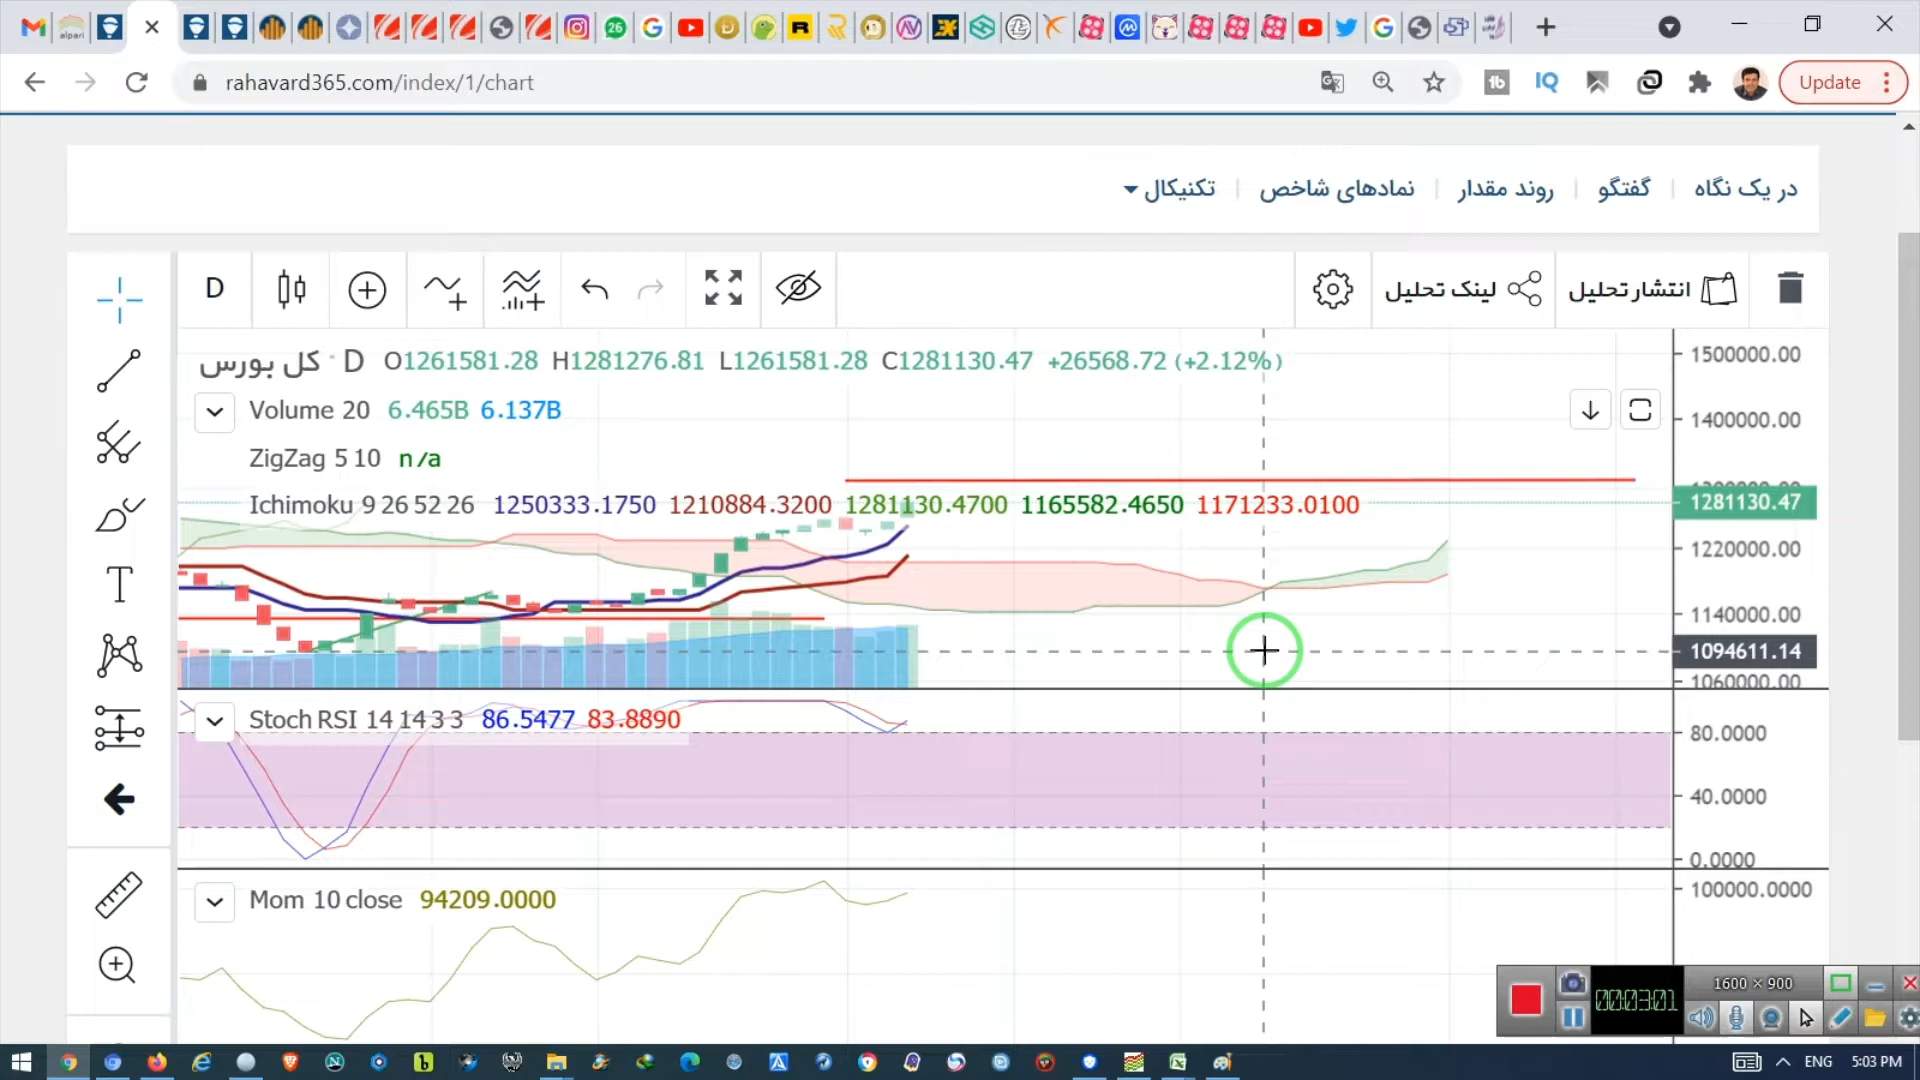 alpari
26
rahavard365.com/index/1/chart
Update
در یک نگاه
گفتگو
روند مقدار
نمادهای شاخص
تکنیکال
D
لینک تحلیل
انتشار تحلیل
کل بورس D O1261581.28 H1281276.81 L1261581.28 C1281130.47 +26568.72 (+2.12%)
Volume 20 6.465B 6.137B
ZigZag 5 10 n/a
Ichimoku 9 26 52 26 1250333.1750 1210884.3200 1281130.4700 1165582.4650 1171233.0100
1500000.00
1400000.00
1281130.47
1220000.00
1140000.00
1094611.14
1060000.00
Stoch RSI 14 14 3 3 86.5477 83.8890
80.0000
40.0000
0.0000
Mom 10 close 94209.0000
100000.0000
1600 × 900
00:03:01
ENG 5:03 PM